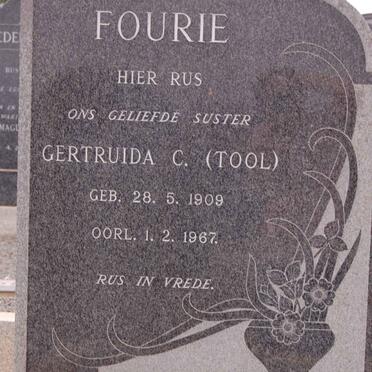 FOURIE
HIER RUS
ONS GELIEFDE SUSTER
GERTRUIDA C. (TOOL)
GEB. 28. 5. 1909
OORL. 1. 2. 1967.
RUS IN VREDE.